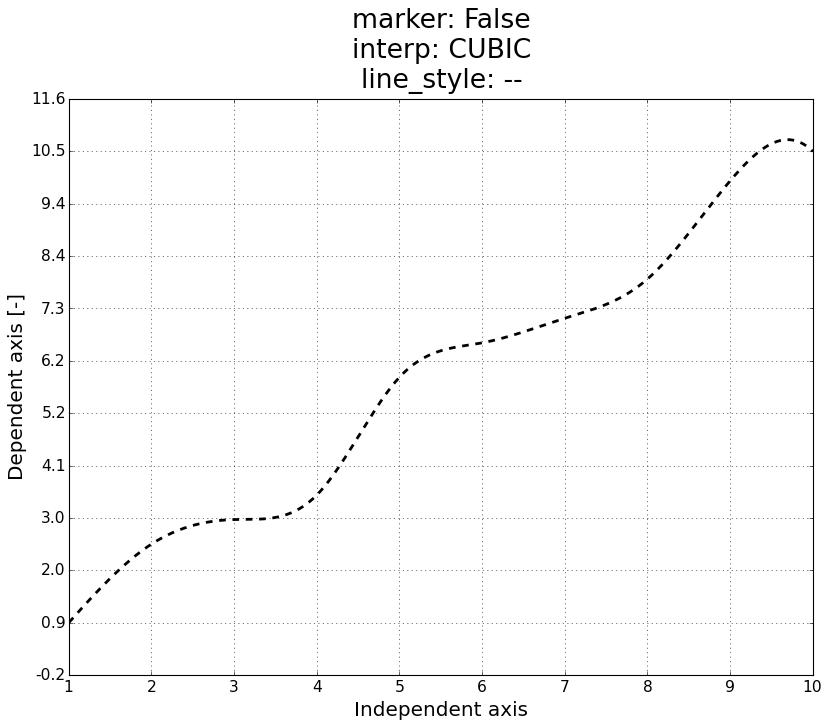 marker: False
interp: CUBIC
line_style: --
11.6
10.5
9.4
8.4
7.3
6.2
5.2
4.1
3.0
2.0
0.9
-0.2
Dependent axis [-]
1 2 3 4 5 6 7 8 9 10
Independent axis